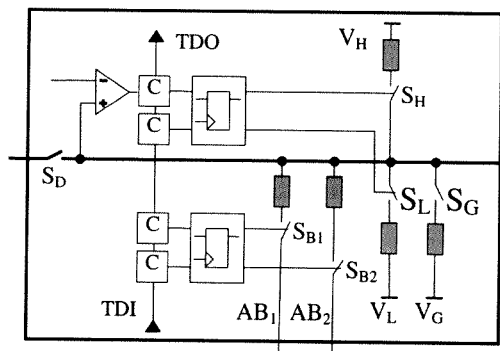 TDO
V_H
−
C
S_H
+
C
S_D
S_L
S_G
C
S_B1
C
S_B2
TDI
AB_1
AB_2
V_L
V_G